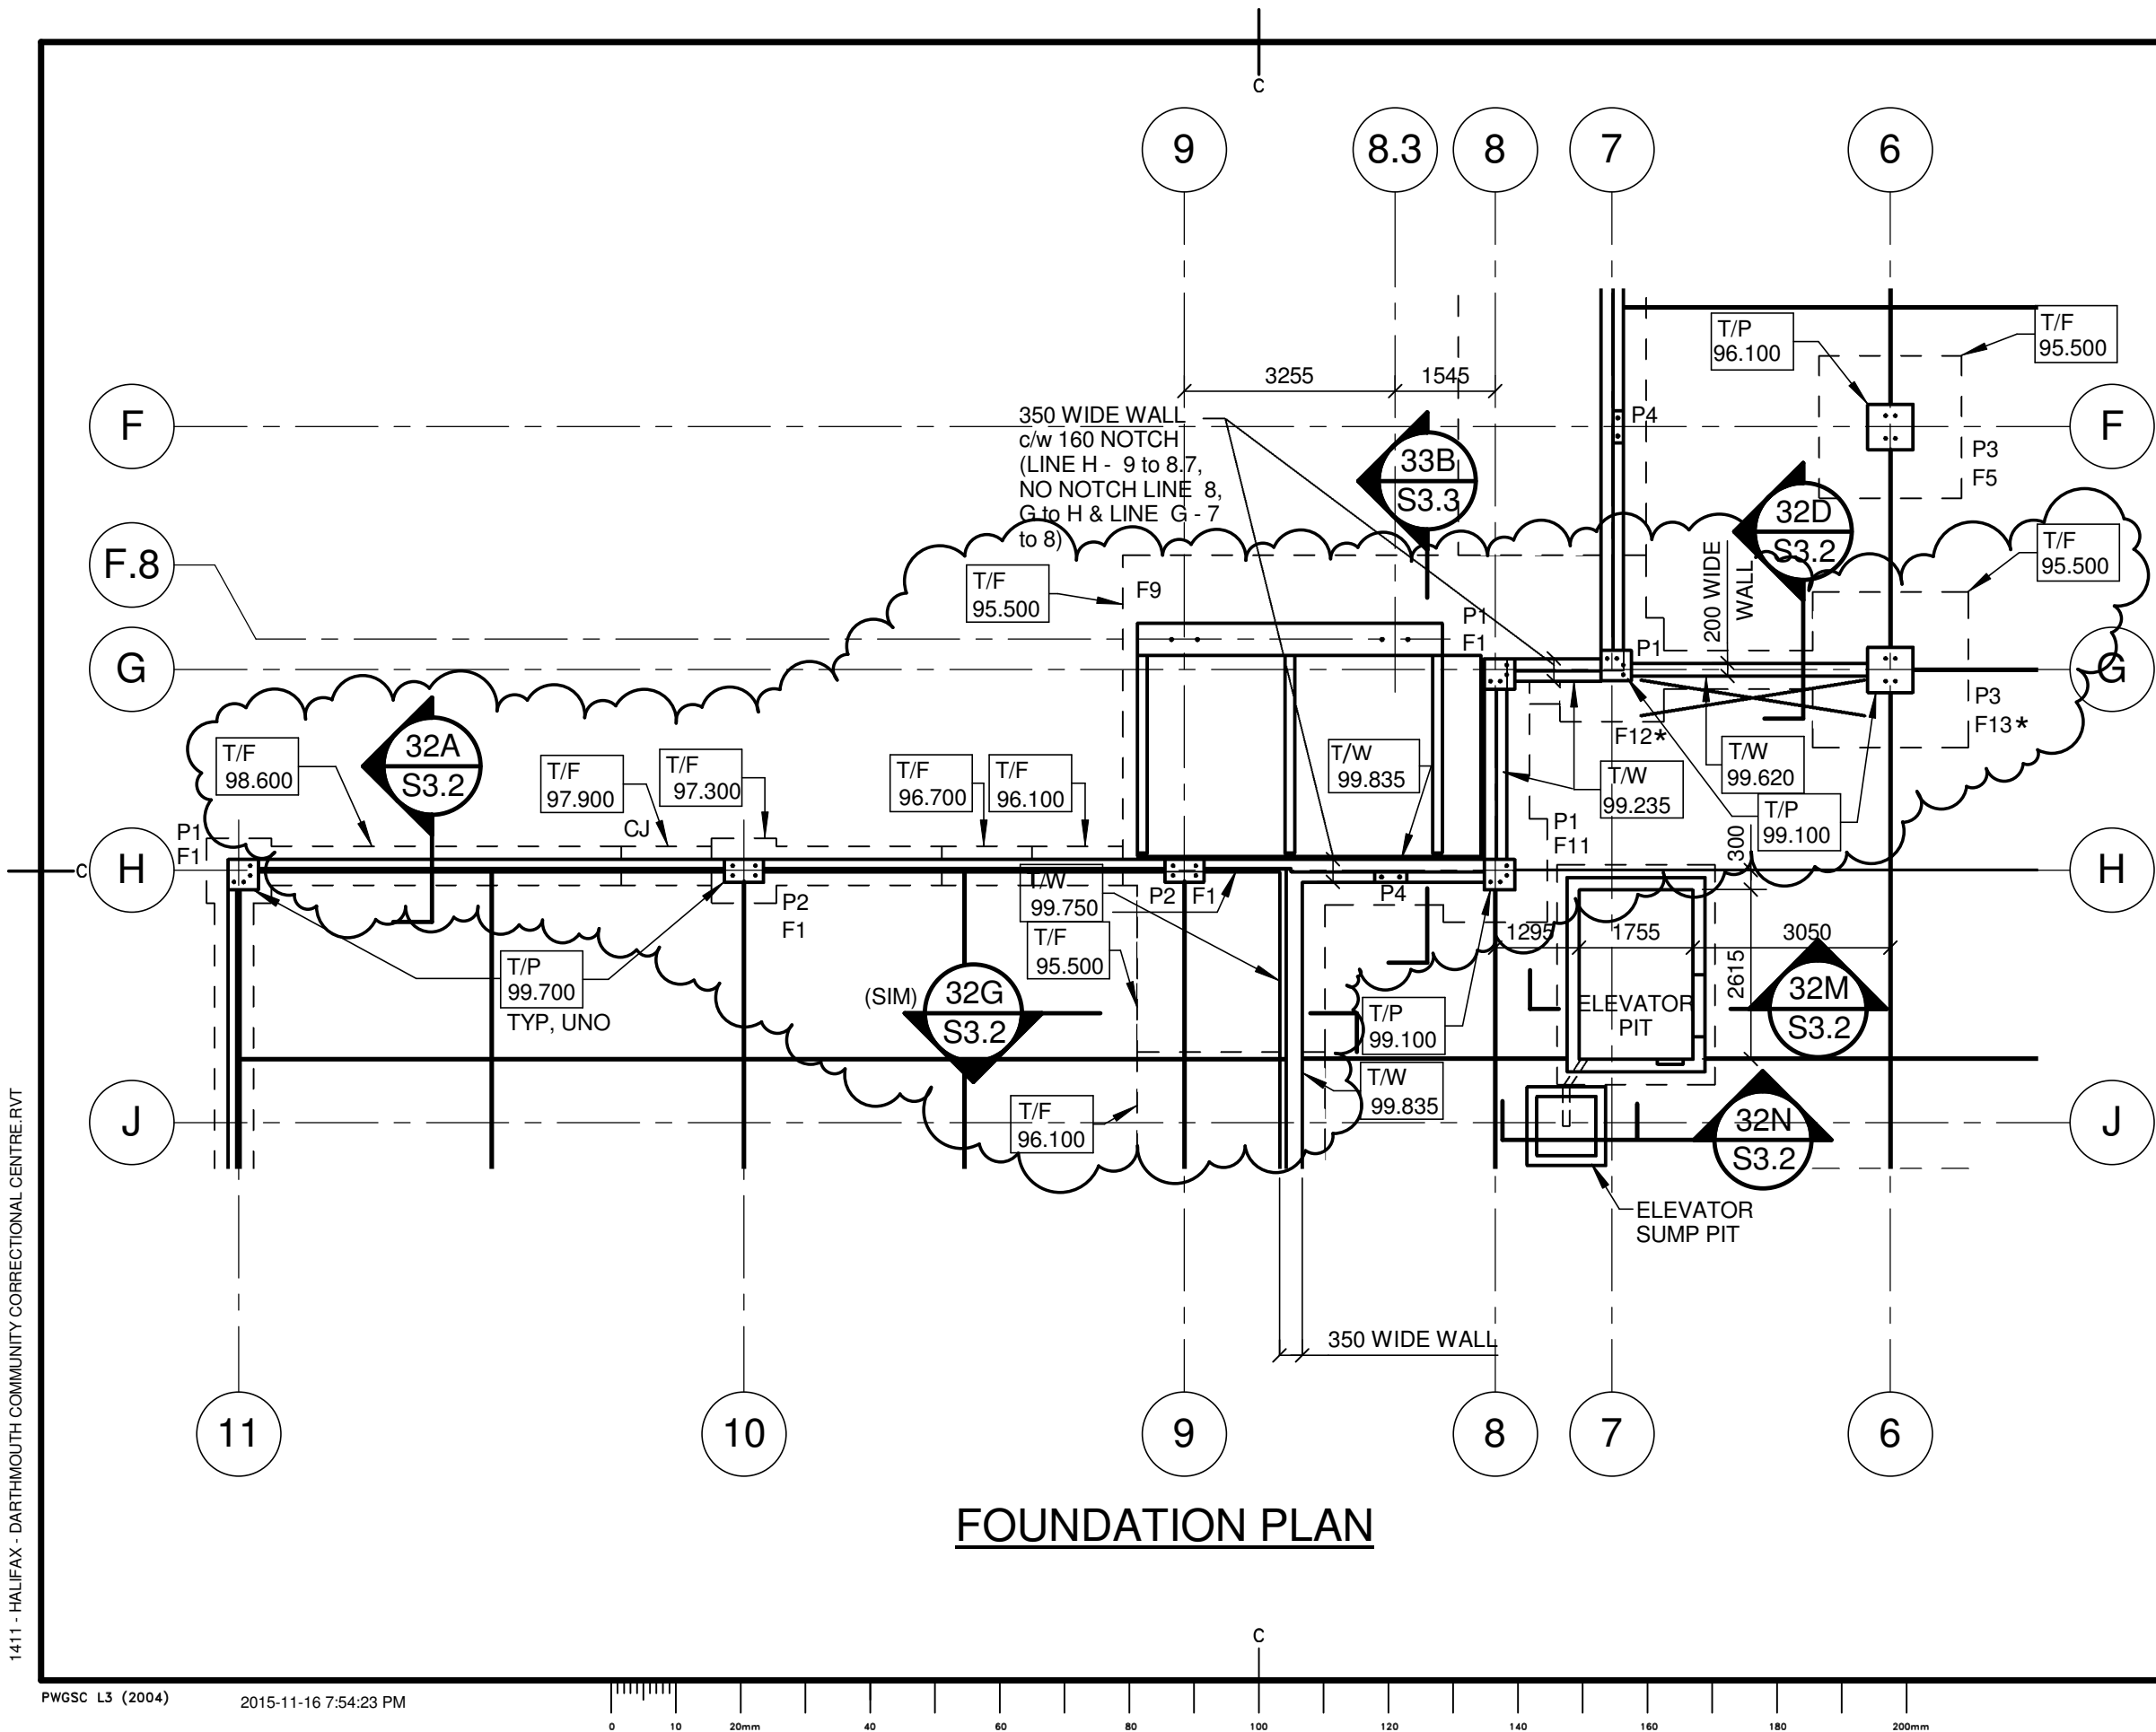 C
9
8.3
8
7
6
T/P
96.100
T/F
95.500
3255
1545
F
350 WIDE WALL
c/w 160 NOTCH
(LINE H - 9 to 8.7,
NO NOTCH LINE 8,
G to H & LINE G - 7
to 8)
P4
F
33B
S3.3
P3
F5
32D
S3.2
F.8
T/F
95.500
F9
200 WIDE
WALL
T/F
95.500
P1
F1
G
P1
G
P3
F13*
T/F
98.600
32A
S3.2
T/F
97.900
T/F
97.300
T/F
96.700
T/F
96.100
T/W
99.835
F12*
T/W
99.620
T/W
99.235
T/P
99.100
P1
F1
CJ
P1
F11
300
C
H
H
T/W
99.750
P2
F1
P4
P2
F1
T/F
95.500
1295
1755
3050
T/P
99.700
TYP, UNO
(SIM)
32G
S3.2
2615
ELEVATOR
PIT
32M
S3.2
T/P
99.100
T/W
99.835
J
T/F
96.100
32N
S3.2
J
ELEVATOR
SUMP PIT
350 WIDE WALL
11
10
9
8
7
6
FOUNDATION PLAN
1411 - HALIFAX - DARTHMOUTH COMMUNITY CORRECTIONAL CENTRE.RVT
C
PWGSC L3 (2004)
2015-11-16 7:54:23 PM
0 10 20mm 40 60 80 100 120 140 160 180 200mm